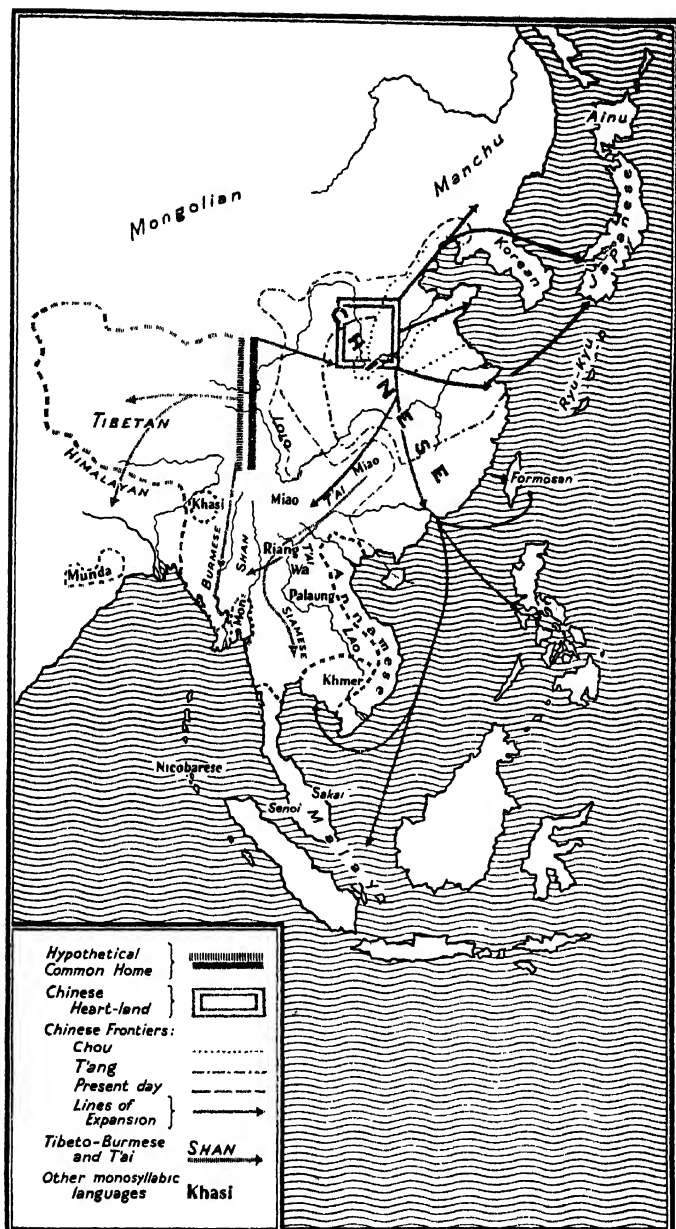 Ainu
Manchu
Mongolian
Japanese
Korean
CHINESE
Ryu-Kyu
TIBETAN
LOLO
HIMALAYAN
Miao
T'AI
Miao
Formosan
Khasi
BURMESE
SHAN
Riang
T'AI
Wa
Munda
Palaung
Annamese
Mon
SIAMESE
LAO
Khmer
Nicobarese
Sakai
Senoi
Malay
Hypothetical
Common Home
Chinese
Heart-land
Chinese Frontiers:
Chou
T'ang
Present day
Lines of
Expansion
Tibeto-Burmese
and T'ai
SHAN
Other monosyllabic
languages
Khasi